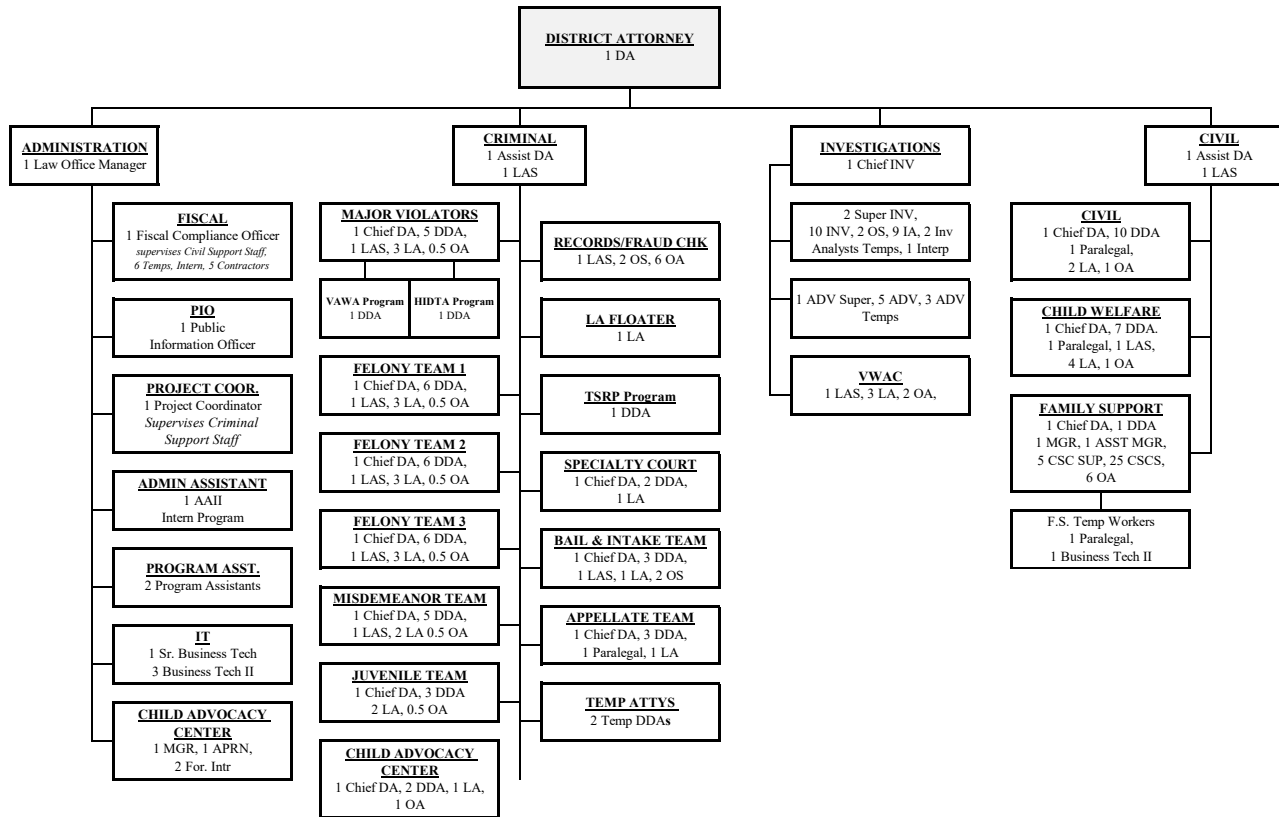 DISTRICT ATTORNEY
1 DA
ADMINISTRATION
1 Law Office Manager
FISCAL
1 Fiscal Compliance Officer
supervises Civil Support Staff,
6 Temps, Intern, 5 Contractors
PIO
1 Public
Information Officer
PROJECT COOR.
1 Project Coordinator
Supervises Criminal
Support Staff
ADMIN ASSISTANT
1 AAII
Intern Program
PROGRAM ASST.
2 Program Assistants
IT
1 Sr. Business Tech
3 Business Tech II
CHILD ADVOCACY
CENTER
1 MGR, 1 APRN,
2 For. Intr
CRIMINAL
1 Assist DA
1 LAS
MAJOR VIOLATORS
1 Chief DA, 5 DDA,
1 LAS, 3 LA, 0.5 OA
VAWA Program
1 DDA
HIDTA Program
1 DDA
FELONY TEAM 1
1 Chief DA, 6 DDA,
1 LAS, 3 LA, 0.5 OA
FELONY TEAM 2
1 Chief DA, 6 DDA,
1 LAS, 3 LA, 0.5 OA
FELONY TEAM 3
1 Chief DA, 6 DDA,
1 LAS, 3 LA, 0.5 OA
MISDEMEANOR TEAM
1 Chief DA, 5 DDA,
1 LAS, 2 LA 0.5 OA
JUVENILE TEAM
1 Chief DA, 3 DDA
2 LA, 0.5 OA
CHILD ADVOCACY
CENTER
1 Chief DA, 2 DDA, 1 LA,
1 OA
RECORDS/FRAUD CHK
1 LAS, 2 OS, 6 OA
LA FLOATER
1 LA
TSRP Program
1 DDA
SPECIALTY COURT
1 Chief DA, 2 DDA,
1 LA
BAIL & INTAKE TEAM
1 Chief DA, 3 DDA,
1 LAS, 1 LA, 2 OS
APPELLATE TEAM
1 Chief DA, 3 DDA,
1 Paralegal, 1 LA
TEMP ATTYS
2 Temp DDAs
INVESTIGATIONS
1 Chief INV
2 Super INV,
10 INV, 2 OS, 9 IA, 2 Inv
Analysts Temps, 1 Interp
1 ADV Super, 5 ADV, 3 ADV
Temps
VWAC
1 LAS, 3 LA, 2 OA,
CIVIL
1 Assist DA
1 LAS
CIVIL
1 Chief DA, 10 DDA
1 Paralegal,
2 LA, 1 OA
CHILD WELFARE
1 Chief DA, 7 DDA.
1 Paralegal, 1 LAS,
4 LA, 1 OA
FAMILY SUPPORT
1 Chief DA, 1 DDA
1 MGR, 1 ASST MGR,
5 CSC SUP, 25 CSCS,
6 OA
F.S. Temp Workers
1 Paralegal,
1 Business Tech II